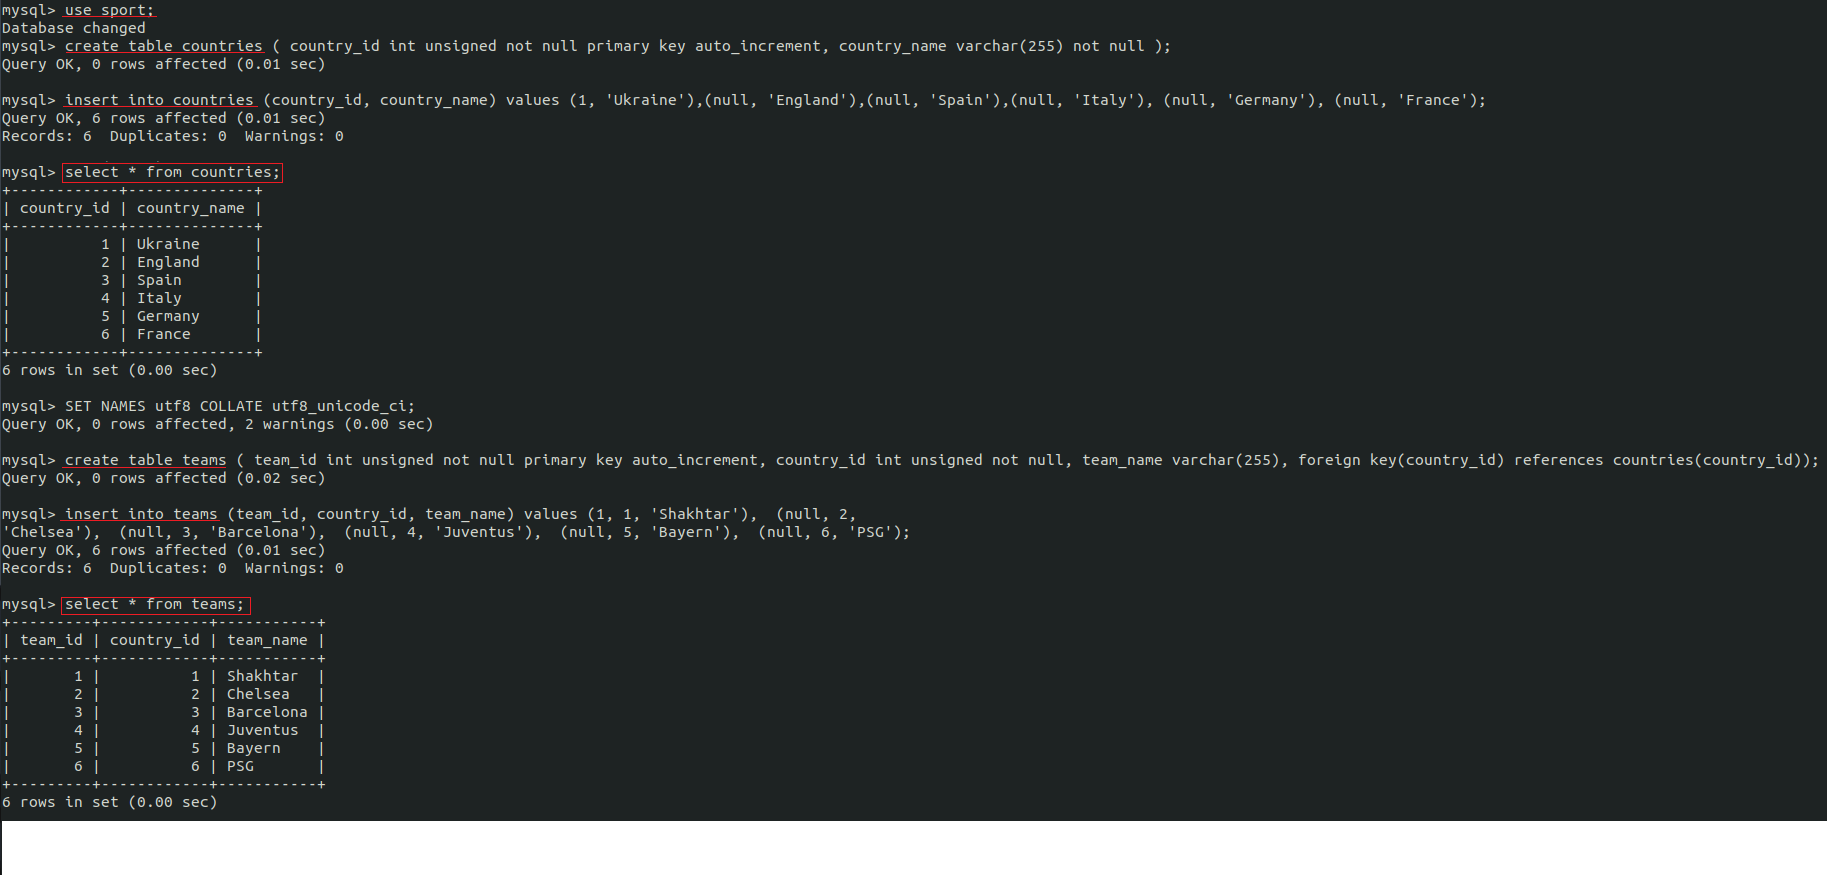 mysql> use sport;
Database changed
mysql> create table countries ( country_id int unsigned not null primary key auto_increment, country_name varchar(255) not null );
Query OK, 0 rows affected (0.01 sec)

mysql> insert into countries (country_id, country_name) values (1, 'Ukraine'),(null, 'England'),(null, 'Spain'),(null, 'Italy'), (null, 'Germany'), (null, 'France');
Query OK, 6 rows affected (0.01 sec)
Records: 6  Duplicates: 0  Warnings: 0

mysql> select * from countries;
+------------+--------------+
| country_id | country_name |
+------------+--------------+
|          1 | Ukraine      |
|          2 | England      |
|          3 | Spain        |
|          4 | Italy        |
|          5 | Germany      |
|          6 | France       |
+------------+--------------+
6 rows in set (0.00 sec)

mysql> SET NAMES utf8 COLLATE utf8_unicode_ci;
Query OK, 0 rows affected, 2 warnings (0.00 sec)

mysql> create table teams ( team_id int unsigned not null primary key auto_increment, country_id int unsigned not null, team_name varchar(255), foreign key(country_id) references countries(country_id));
Query OK, 0 rows affected (0.02 sec)

mysql> insert into teams (team_id, country_id, team_name) values (1, 1, 'Shakhtar'),  (null, 2,
'Chelsea'),  (null, 3, 'Barcelona'),  (null, 4, 'Juventus'),  (null, 5, 'Bayern'),  (null, 6, 'PSG');
Query OK, 6 rows affected (0.01 sec)
Records: 6  Duplicates: 0  Warnings: 0

mysql> select * from teams;
+---------+------------+-----------+
| team_id | country_id | team_name |
+---------+------------+-----------+
|       1 |          1 | Shakhtar  |
|       2 |          2 | Chelsea   |
|       3 |          3 | Barcelona |
|       4 |          4 | Juventus  |
|       5 |          5 | Bayern    |
|       6 |          6 | PSG       |
+---------+------------+-----------+
6 rows in set (0.00 sec)